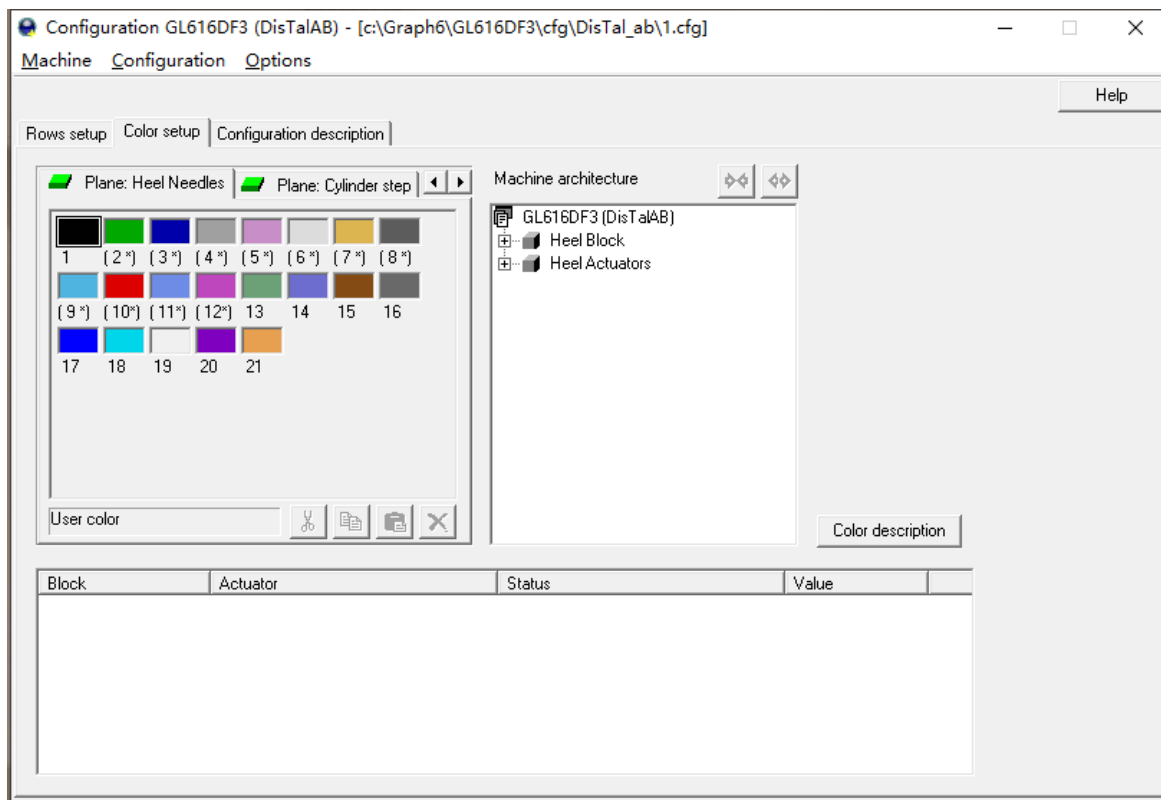 Configuration GL616DF3 (DisTalAB) - [c:\Graph6\GL616DF3\cfg\DisTal_ab\1.cfg]
Machine Configuration Options
Help
Rows setup Color setup Configuration description
Plane: Heel Needles Plane: Cylinder step
Machine architecture
GL616DF3 (DisTalAB)
Heel Block
Heel Actuators
1 (2*) (3*) (4*) (5*) (6*) (7*) (8*)
(9*) (10*) (11*) (12*) 13 14 15 16
17 18 19 20 21
User color
Color description
Block Actuator Status Value